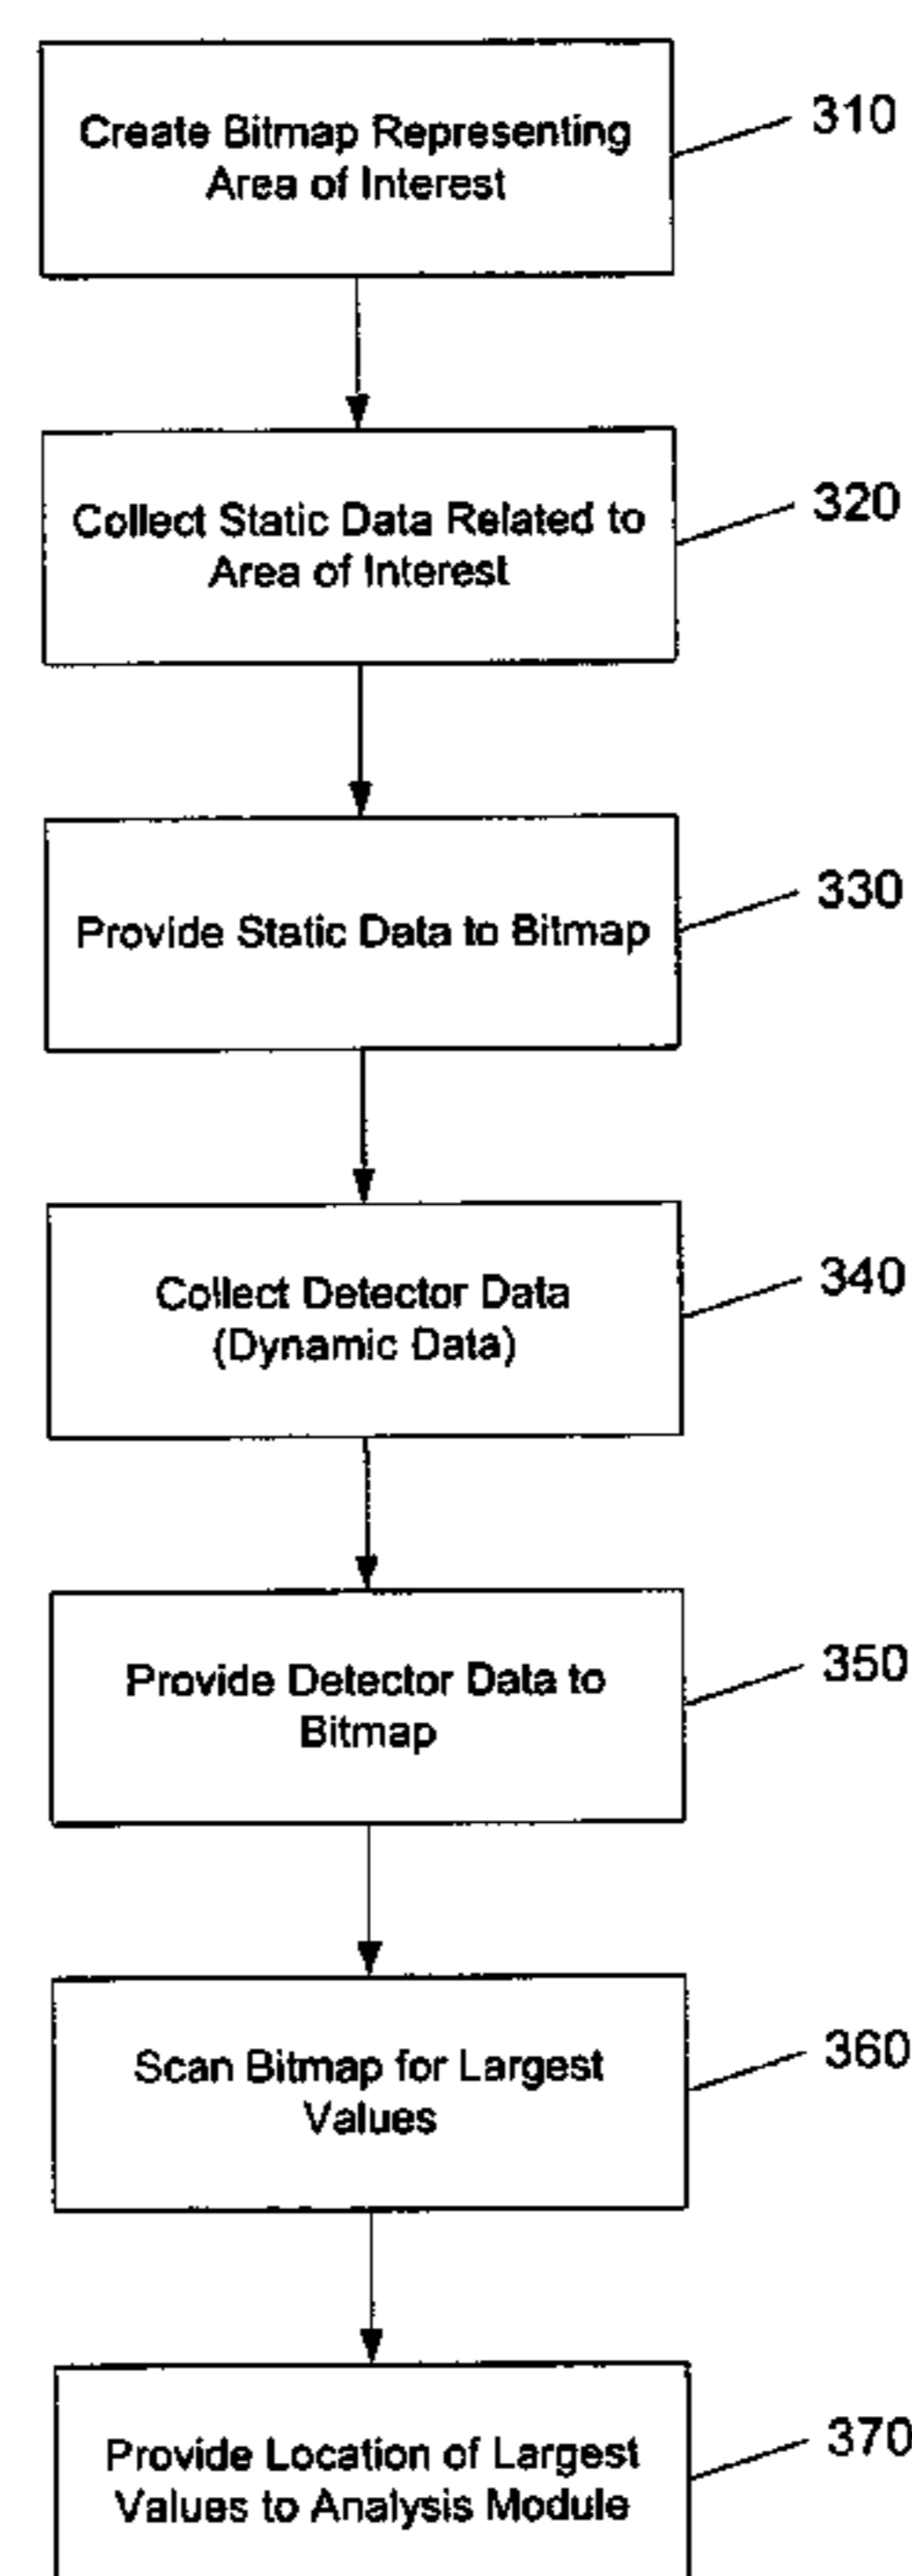 Create Bitmap Representing
Area of Interest
310
Collect Static Data Related to
Area of Interest
320
Provide Static Data to Bitmap
330
Collect Detector Data
(Dynamic Data)
340
Provide Detector Data to
Bitmap
350
Scan Bitmap for Largest
Values
360
Provide Location of Largest
Values to Analysis Module
370